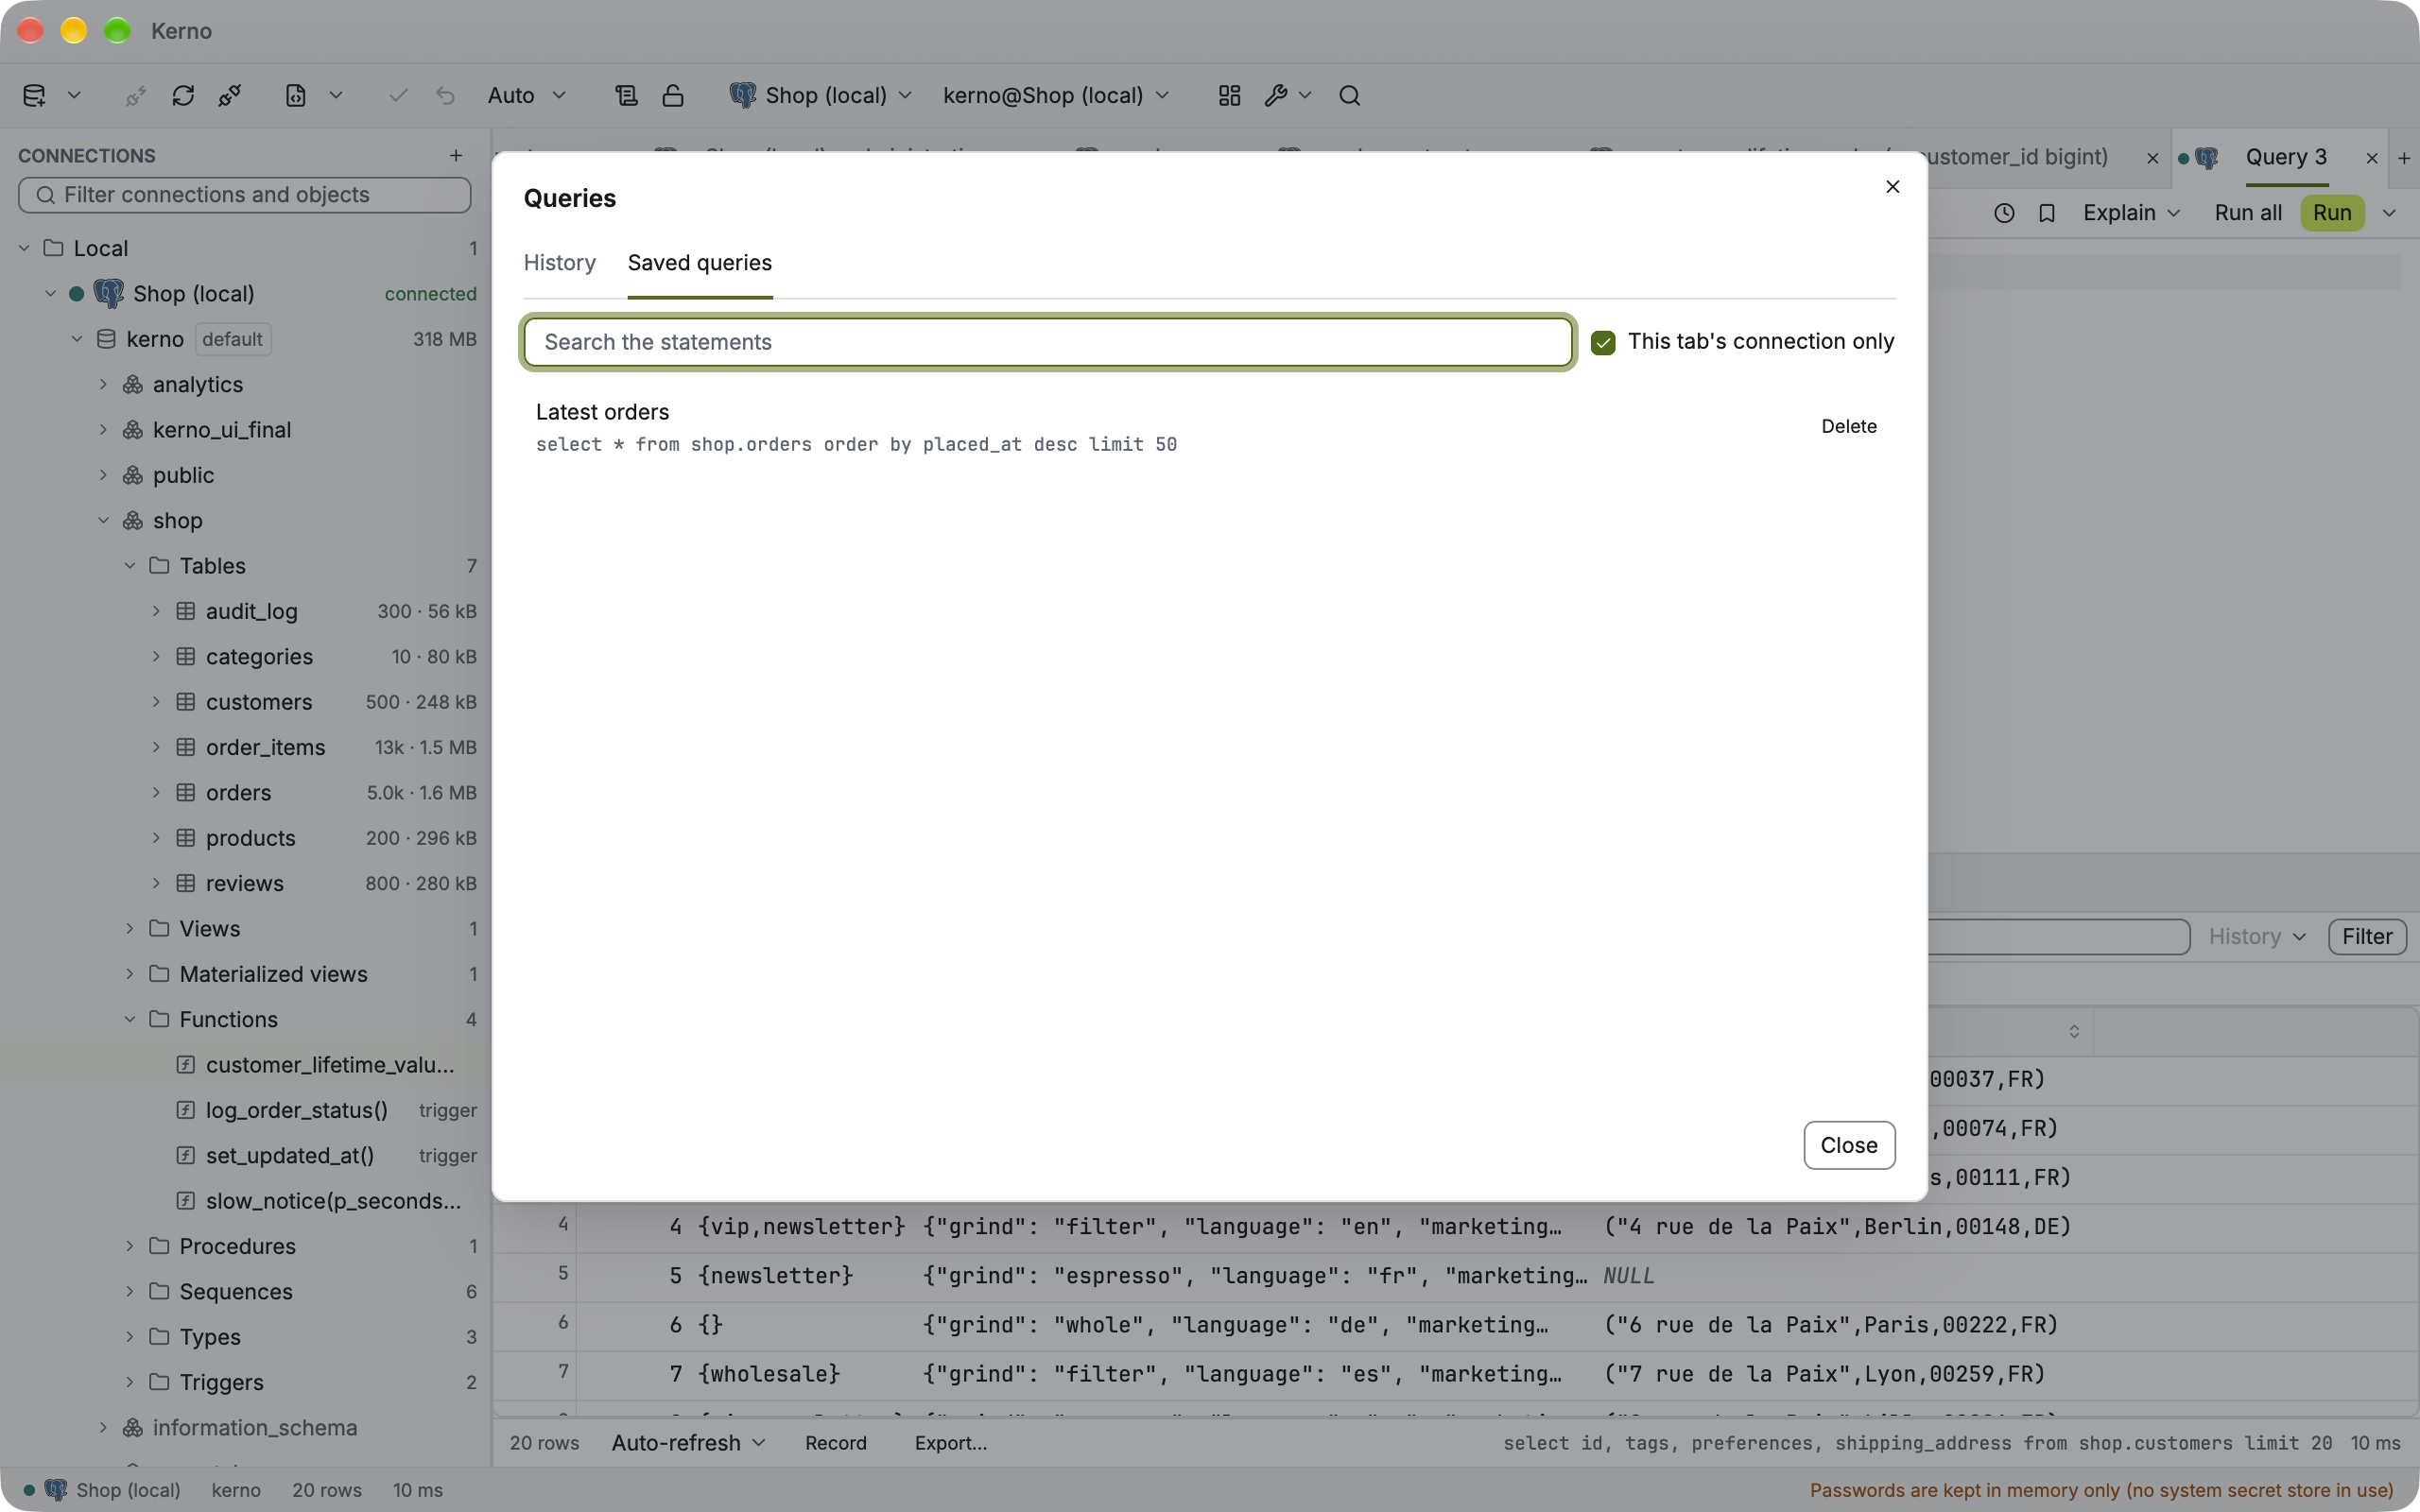 Kerno
Auto
Shop (local)
kerno@Shop (local)
CONNECTIONS
Filter connections and objects
Local 1
Shop (local) connected
kerno default 318 MB
analytics
kerno_ui_final
public
shop
Tables 7
audit_log 300 · 56 kB
categories 10 · 80 kB
customers 500 · 248 kB
order_items 13k · 1.5 MB
orders 5.0k · 1.6 MB
products 200 · 296 kB
reviews 800 · 280 kB
Views 1
Materialized views 1
Functions 4
customer_lifetime_valu...
log_order_status() trigger
set_updated_at() trigger
slow_notice(p_seconds...
Procedures 1
Sequences 6
Types 3
Triggers 2
information_schema
customer_id bigint)
Query 3
Explain
Run all
Run
Queries
History
Saved queries
Search the statements
This tab's connection only
Latest orders
select * from shop.orders order by placed_at desc limit 50
Delete
Close
History
Filter
00037,FR)
,00074,FR)
s,00111,FR)
4 4 {vip,newsletter} {"grind": "filter", "language": "en", "marketing… ("4 rue de la Paix",Berlin,00148,DE)
5 5 {newsletter} {"grind": "espresso", "language": "fr", "marketing… NULL
6 6 {} {"grind": "whole", "language": "de", "marketing… ("6 rue de la Paix",Paris,00222,FR)
7 7 {wholesale} {"grind": "filter", "language": "es", "marketing… ("7 rue de la Paix",Lyon,00259,FR)
20 rows
Auto-refresh
Record
Export...
select id, tags, preferences, shipping_address from shop.customers limit 20 10 ms
Shop (local) kerno 20 rows 10 ms
Passwords are kept in memory only (no system secret store in use)